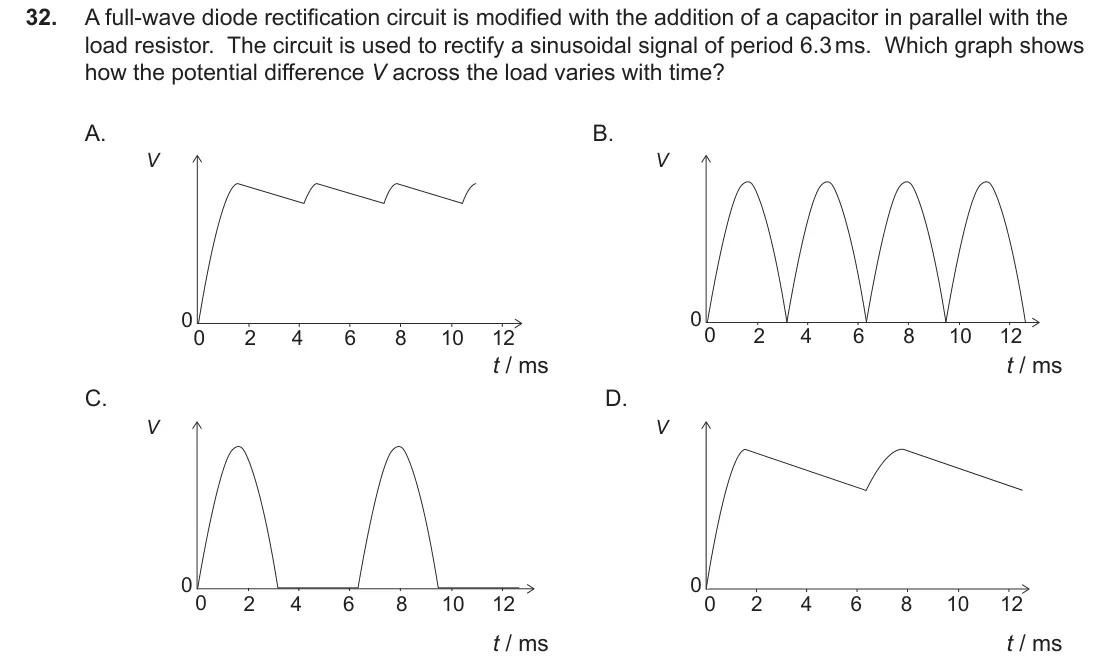 32. A full-wave diode rectification circuit is modified with the addition of a capacitor in parallel with the
load resistor. The circuit is used to rectify a sinusoidal signal of period 6.3 ms. Which graph shows
how the potential difference V across the load varies with time?
A.
V
0
0 2 4 6 8 10 12
t / ms
B.
V
0
0 2 4 6 8 10 12
t / ms
C.
V
0
0 2 4 6 8 10 12
t / ms
D.
V
0
0 2 4 6 8 10 12
t / ms